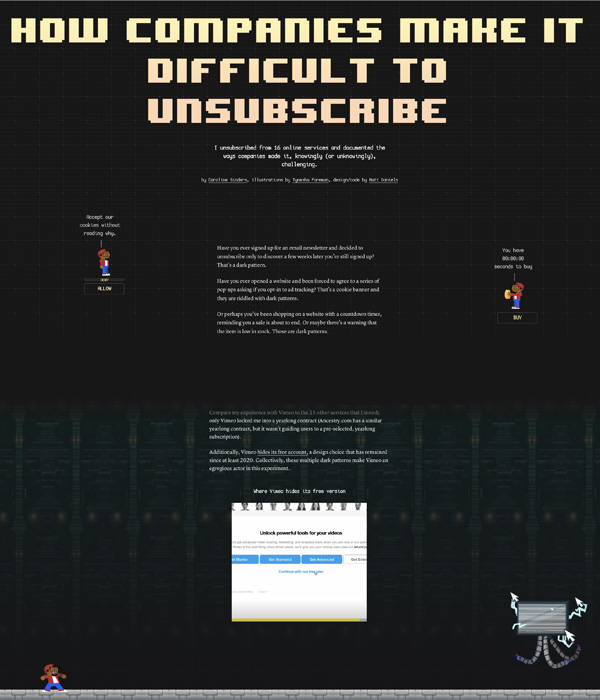 HOW COMPANIES MAKE IT
DIFFICULT TO
UNSUBSCRIBE
I unsubscribed from 16 online services and documented the
ways companies made it, knowingly (or unknowingly),
challenging.
by Caroline Sinders, illustrations by Tyneka Foreman, design/code by Matt Daniels
Accept our
cookies without
reading why.
ALLOW
You have
00:00:00
seconds to buy
BUY
Have you ever signed up for an email newsletter and decided to
unsubscribe only to discover a few weeks later you're still signed up?
That's a dark pattern.
Have you ever opened a website and been forced to agree to a series of
pop-ups asking if you opt in to ad tracking? That's a cookie banner and
they are riddled with dark patterns.
Or perhaps you've been shopping on a website with a countdown timer,
reminding you a sale is about to end. Or maybe there's a warning that
the item is low in stock. Those are dark patterns.
Compare my experience with Vimeo to the 15 other services that I tested;
only Vimeo locked me into a yearlong contract (Ancestry.com has a similar
yearlong contract, but it wasn't guiding users to a pre-selected, yearlong
subscription).
Additionally, Vimeo hides its free account, a design choice that has remained
since at least 2020. Collectively, these multiple dark patterns make Vimeo an
egregious actor in this experiment.
Where Vimeo hides its free version
Unlock powerful tools for your videos
Get Standard
Get Advanced
Continue with our free plan